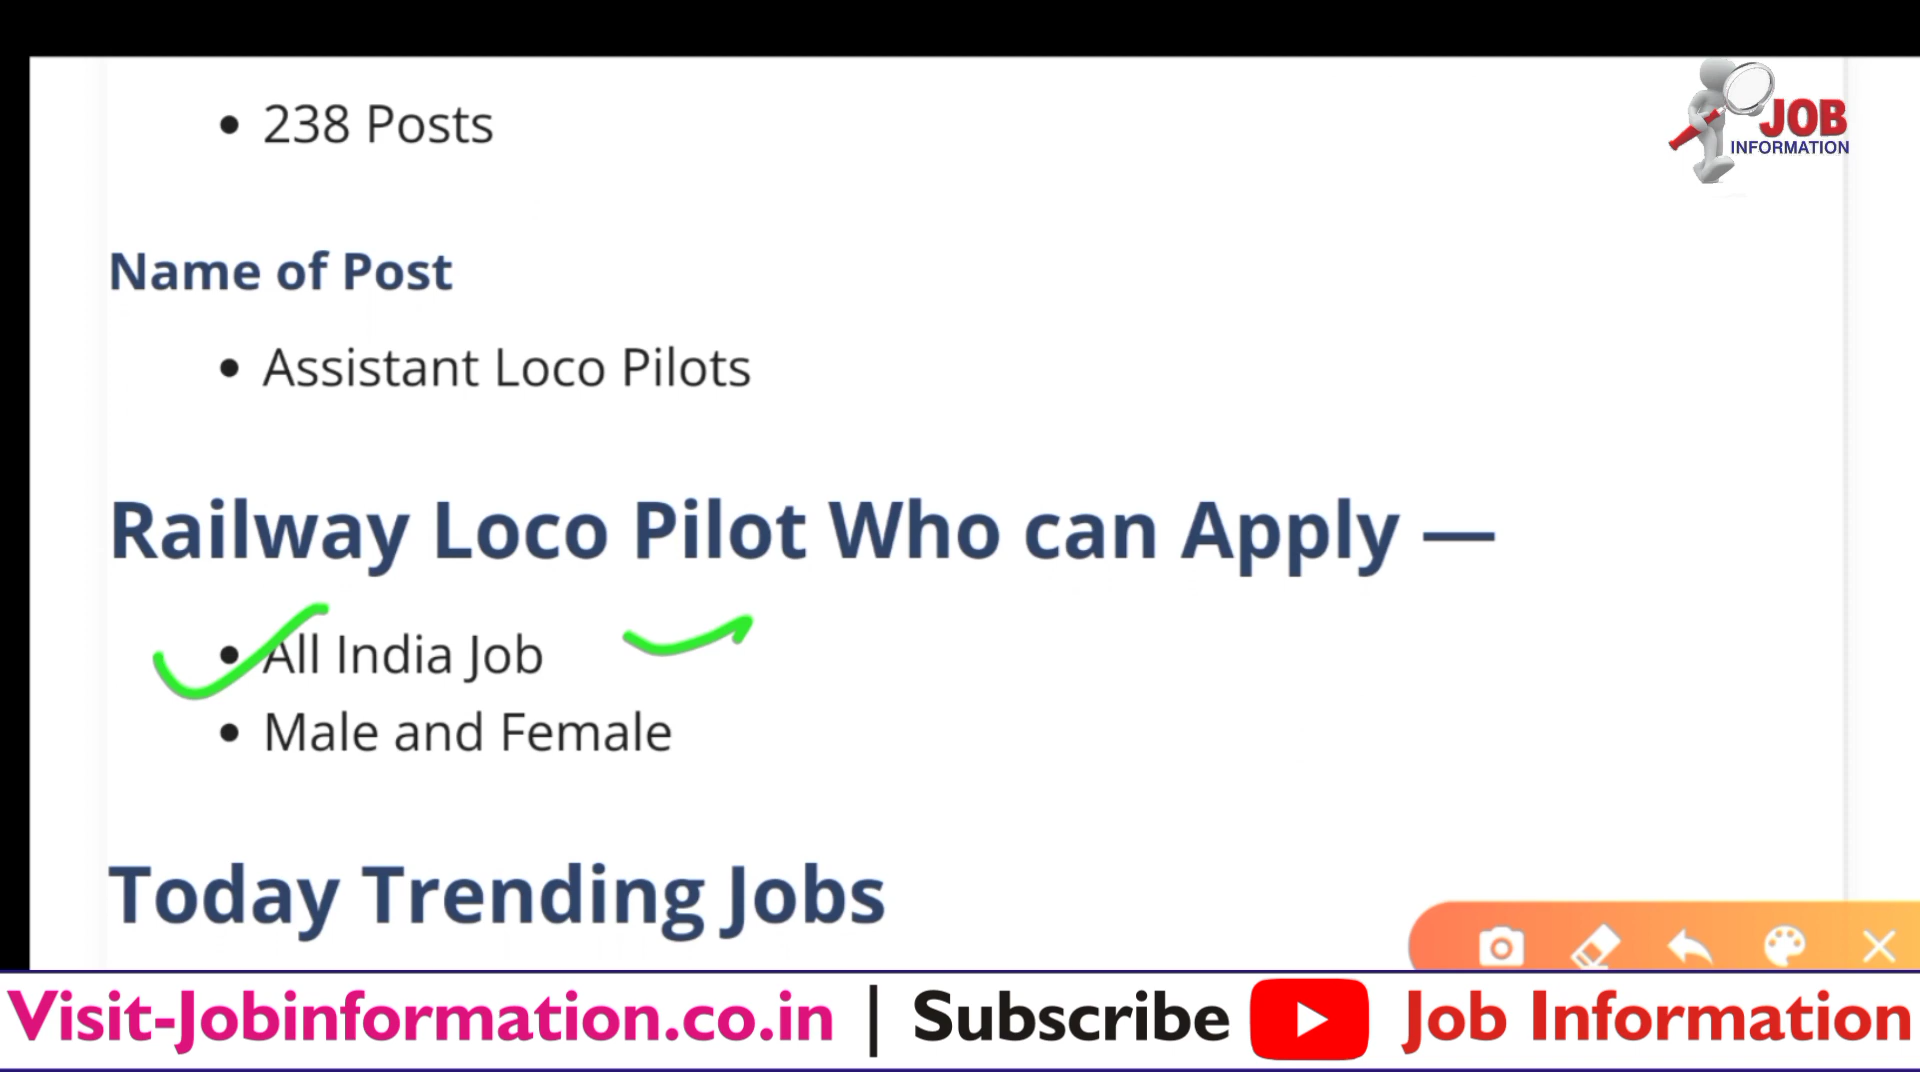 238 Posts
JOB
INFORMATION
Name of Post
Assistant Loco Pilots
Railway Loco Pilot Who can Apply —
All India Job
Male and Female
Today Trending Jobs
Visit-Jobinformation.co.in | Subscribe Job Information